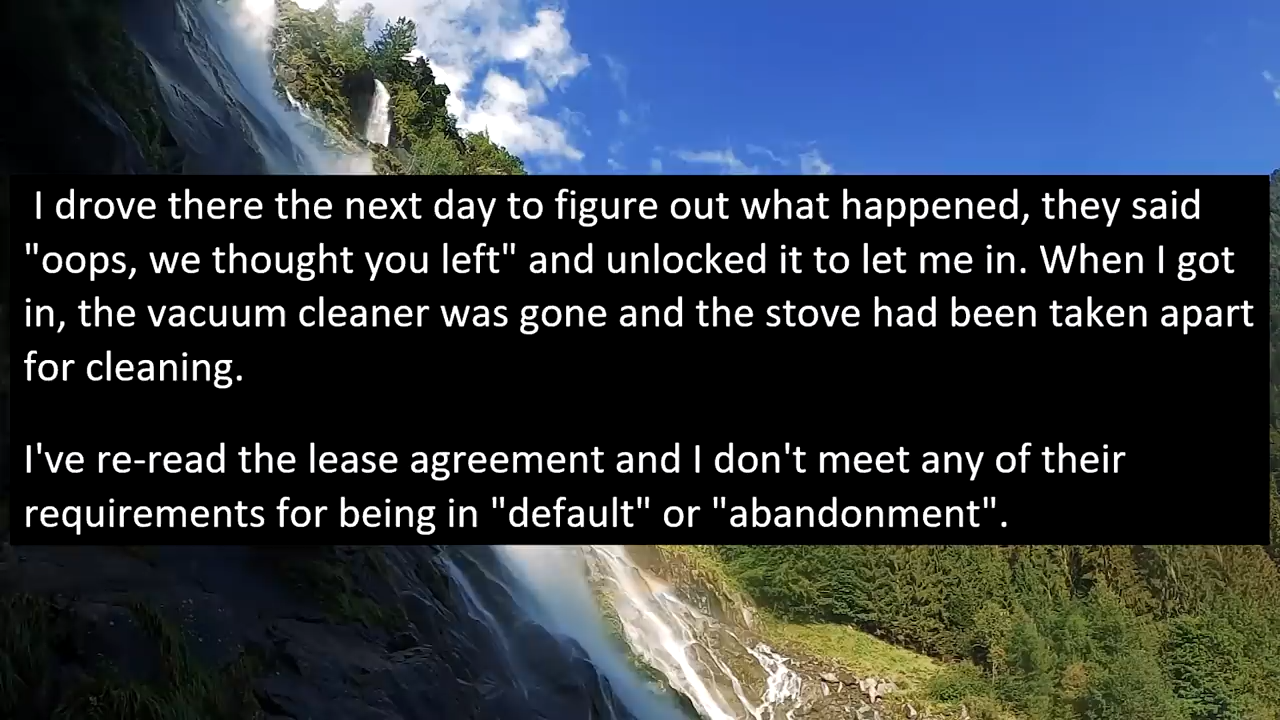 I drove there the next day to figure out what happened, they said
"oops, we thought you left" and unlocked it to let me in. When I got
in, the vacuum cleaner was gone and the stove had been taken apart
for cleaning.
I've re-read the lease agreement and I don't meet any of their
requirements for being in "default" or "abandonment".